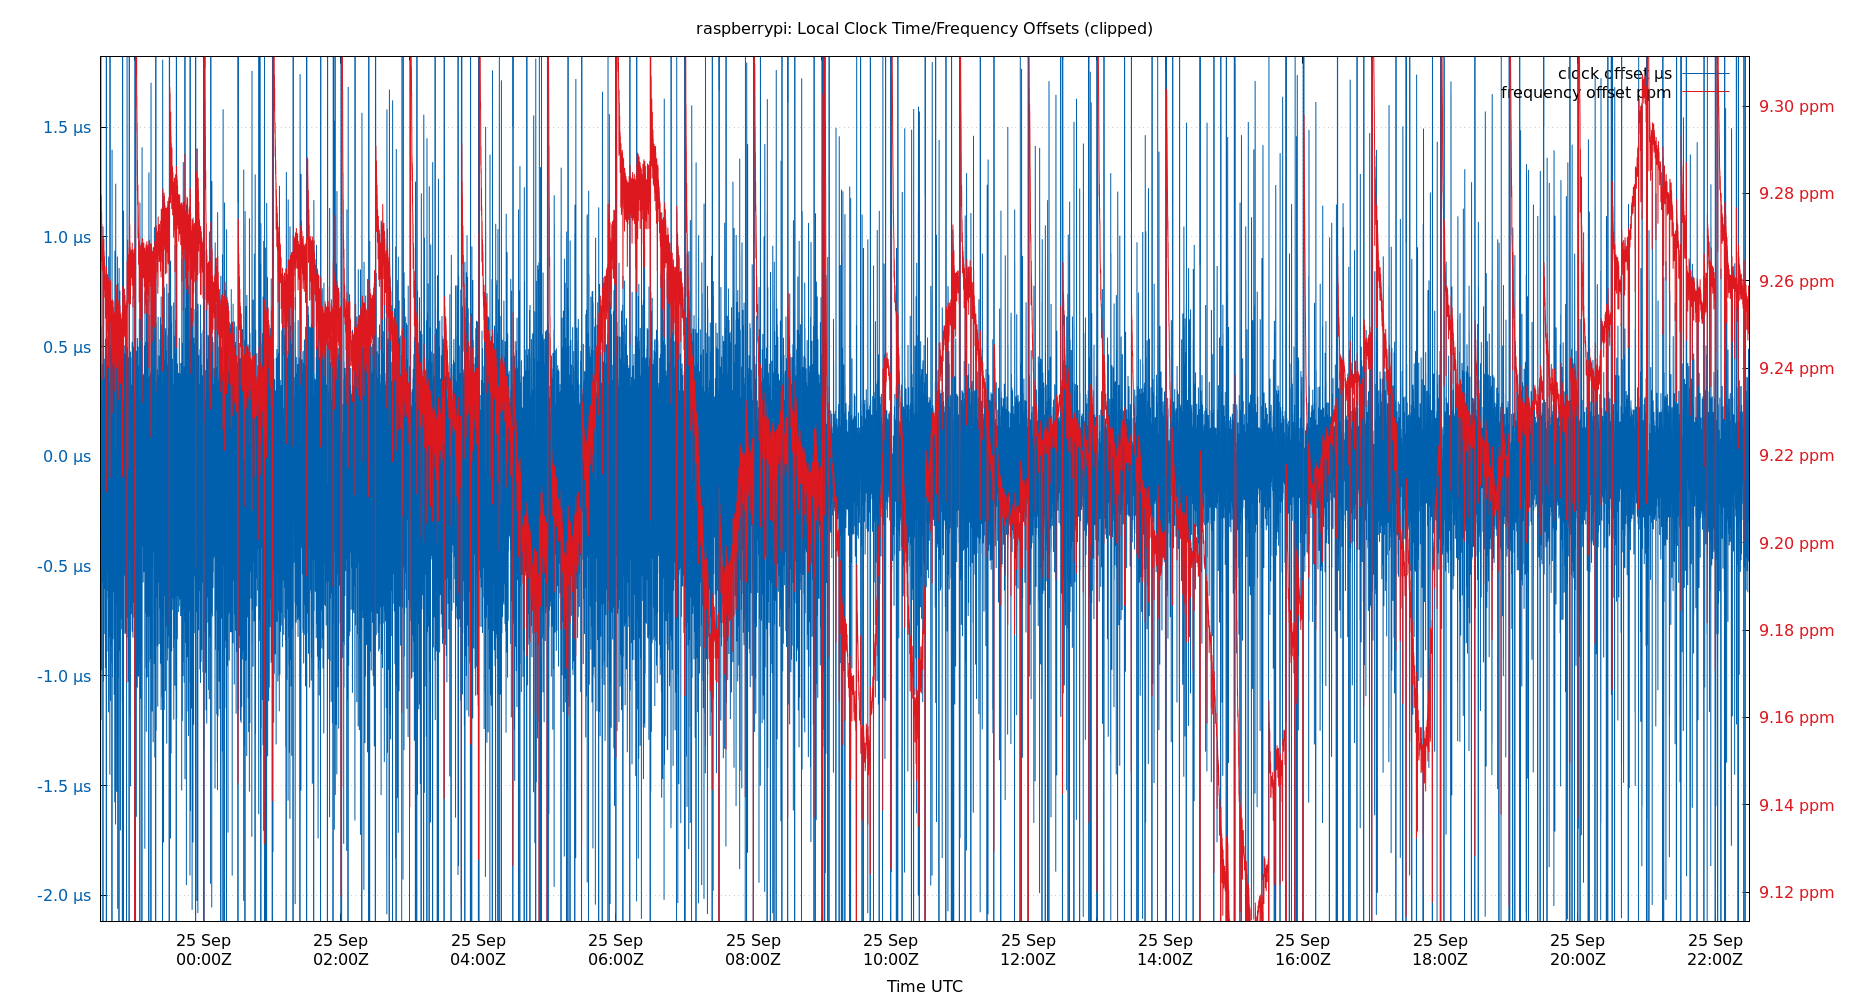 raspberrypi: Local Clock Time/Frequency Offsets (clipped)
clock offset µs
frequency offset ppm
1.5 µs
1.0 µs
0.5 µs
0.0 µs
-0.5 µs
-1.0 µs
-1.5 µs
-2.0 µs
9.30 ppm
9.28 ppm
9.26 ppm
9.24 ppm
9.22 ppm
9.20 ppm
9.18 ppm
9.16 ppm
9.14 ppm
9.12 ppm
25 Sep 25 Sep 25 Sep 25 Sep 25 Sep 25 Sep 25 Sep 25 Sep 25 Sep 25 Sep 25 Sep 25 Sep
00:00Z 02:00Z 04:00Z 06:00Z 08:00Z 10:00Z 12:00Z 14:00Z 16:00Z 18:00Z 20:00Z 22:00Z
Time UTC